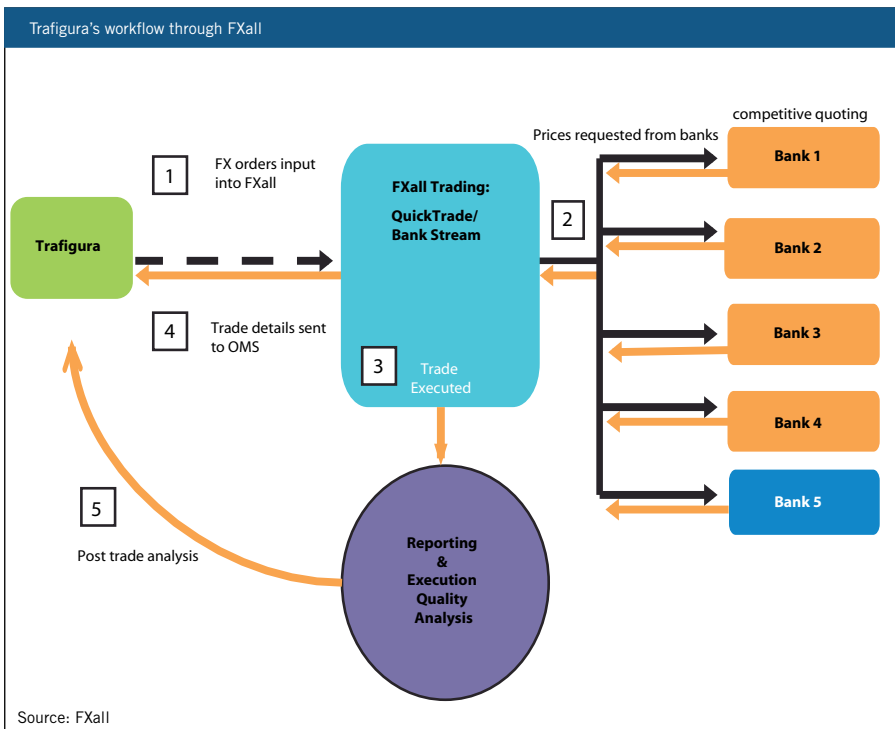 Trafigura's workflow through FXall
competitive quoting
Prices requested from banks
Bank 1
1
FX orders input
into FXall
FXall Trading:
QuickTrade/
Bank Stream
2
Trafigura
Bank 2
4
Trade details sent
to OMS
3
Trade
Executed
Bank 3
Bank 4
5
Post trade analysis
Bank 5
Reporting
&
Execution
Quality
Analysis
Source: FXall